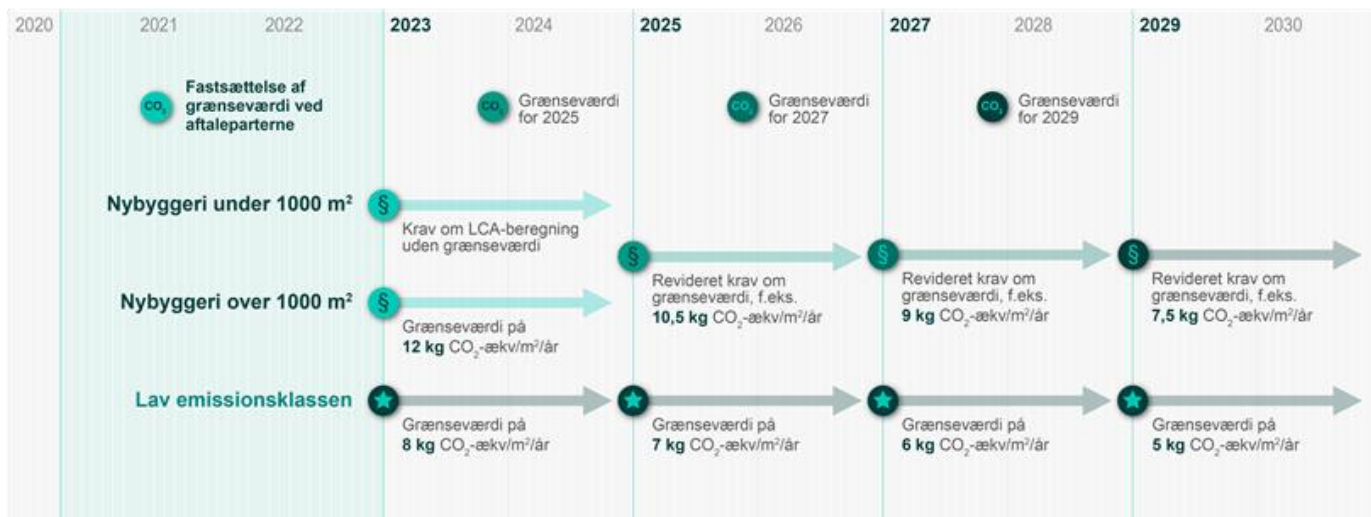 2020 2021 2022 2023 2024 2025 2026 2027 2028 2029 2030
CO₂
Fastsættelse af
grænseværdi ved
aftaleparterne
CO₂
Grænseværdi
for 2025
CO₂
Grænseværdi
for 2027
CO₂
Grænseværdi
for 2029
Nybyggeri under 1000 m²
§
Krav om LCA-beregning
uden grænseværdi
Nybyggeri over 1000 m²
§
Grænseværdi på
12 kg CO₂-ækv/m²/år
§
Revideret krav om
grænseværdi, f.eks.
10,5 kg CO₂-ækv/m²/år
§
Revideret krav om
grænseværdi, f.eks.
9 kg CO₂-ækv/m²/år
§
Revideret krav om
grænseværdi, f.eks.
7,5 kg CO₂-ækv/m²/år
Lav emissionsklassen
Grænseværdi på
8 kg CO₂-ækv/m²/år
Grænseværdi på
7 kg CO₂-ækv/m²/år
Grænseværdi på
6 kg CO₂-ækv/m²/år
Grænseværdi på
5 kg CO₂-ækv/m²/år